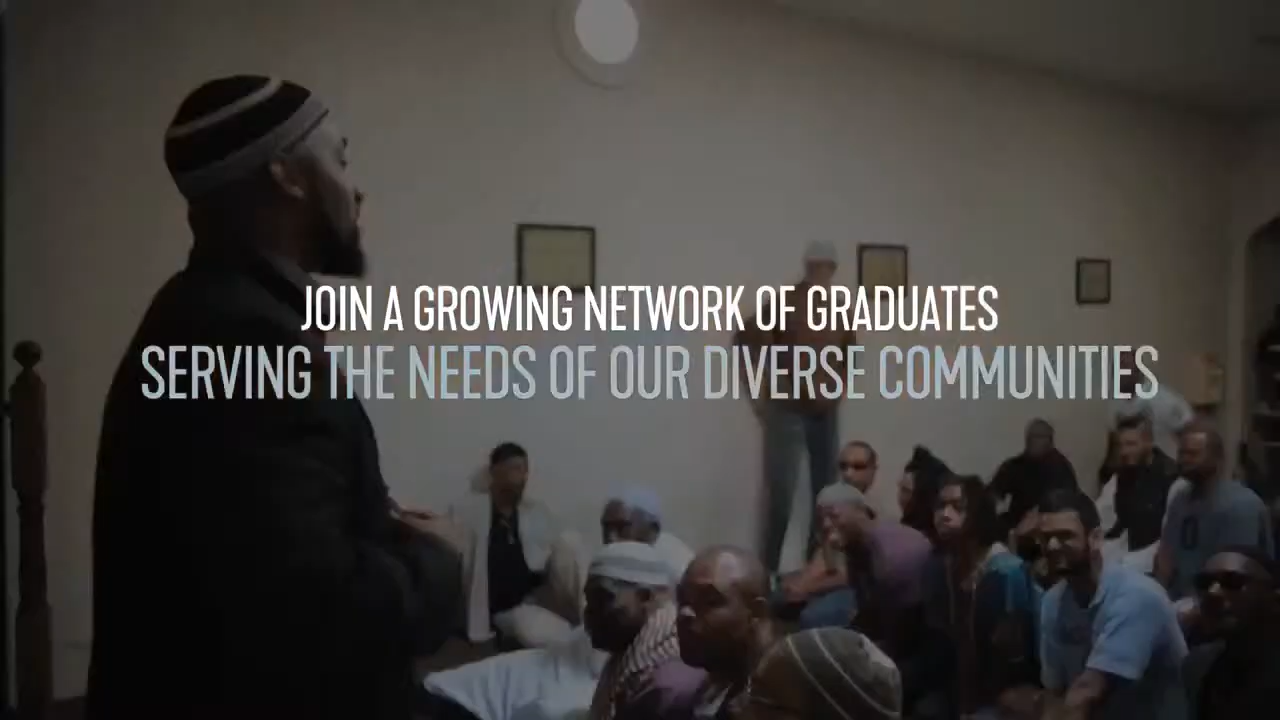 JOIN A GROWING NETWORK OF GRADUATES
SERVING THE NEEDS OF OUR DIVERSE COMMUNITIES